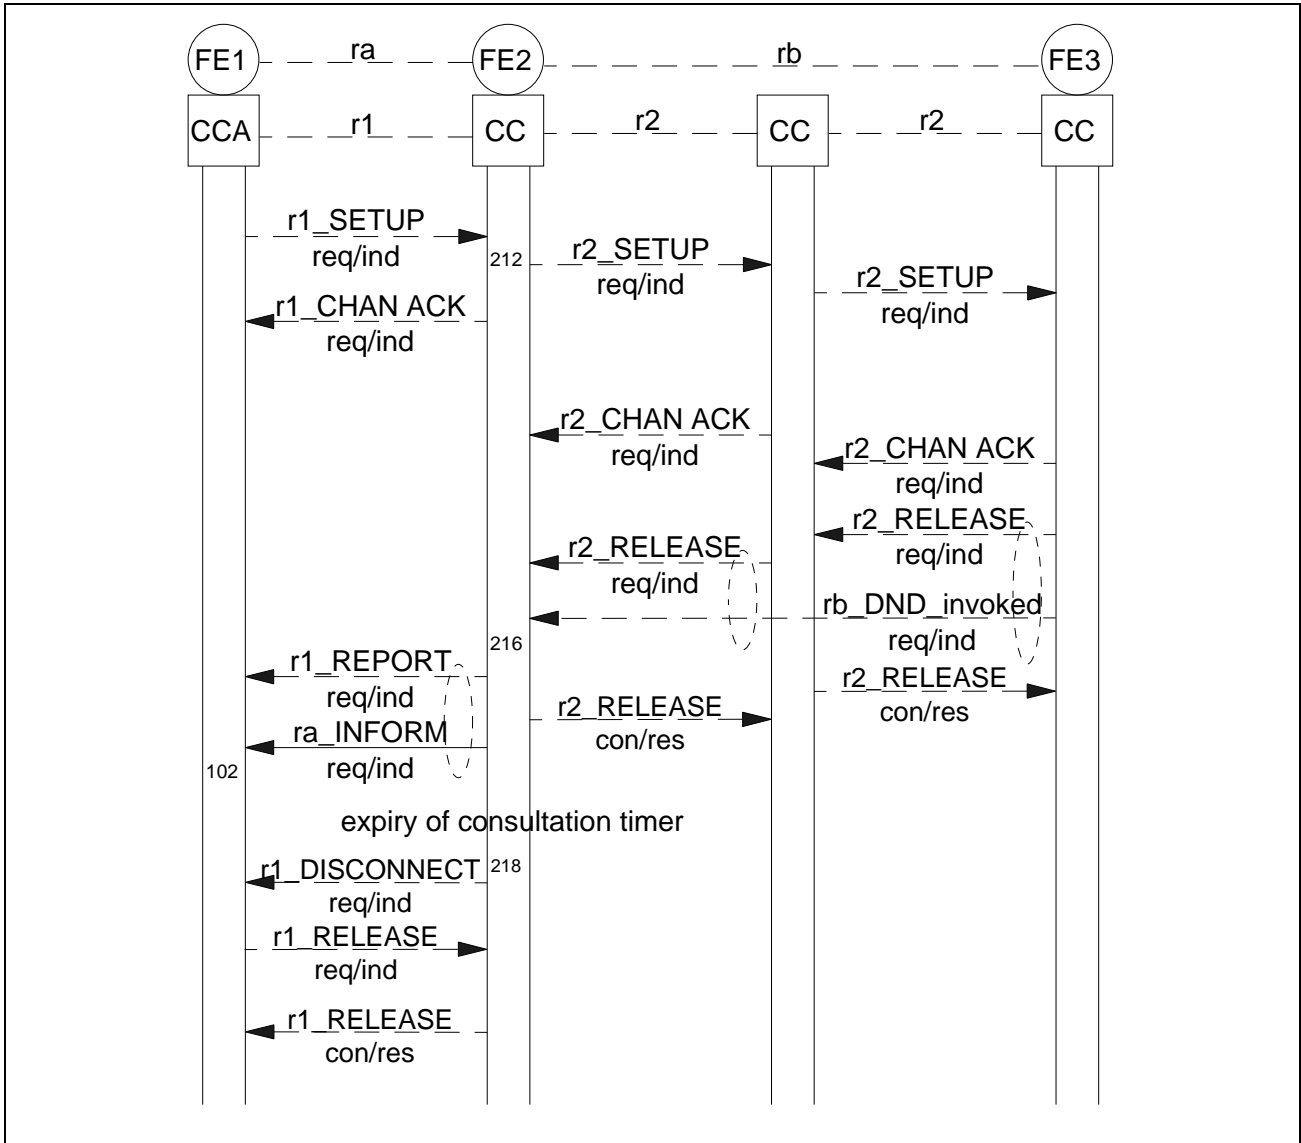 FE1
ra
FE2
rb
FE3
CCA
r1
CC
r2
CC
r2
CC
r1_SETUP
req/ind
212
r2_SETUP
req/ind
r2_SETUP
req/ind
r1_CHAN ACK
req/ind
r2_CHAN ACK
req/ind
r2_CHAN ACK
req/ind
r2_RELEASE
req/ind
r2_RELEASE
req/ind
rb_DND_invoked
req/ind
216
r1_REPORT
req/ind
r2_RELEASE
con/res
r2_RELEASE
con/res
ra_INFORM
req/ind
102
expiry of consultation timer
r1_DISCONNECT
req/ind
218
r1_RELEASE
req/ind
r1_RELEASE
con/res